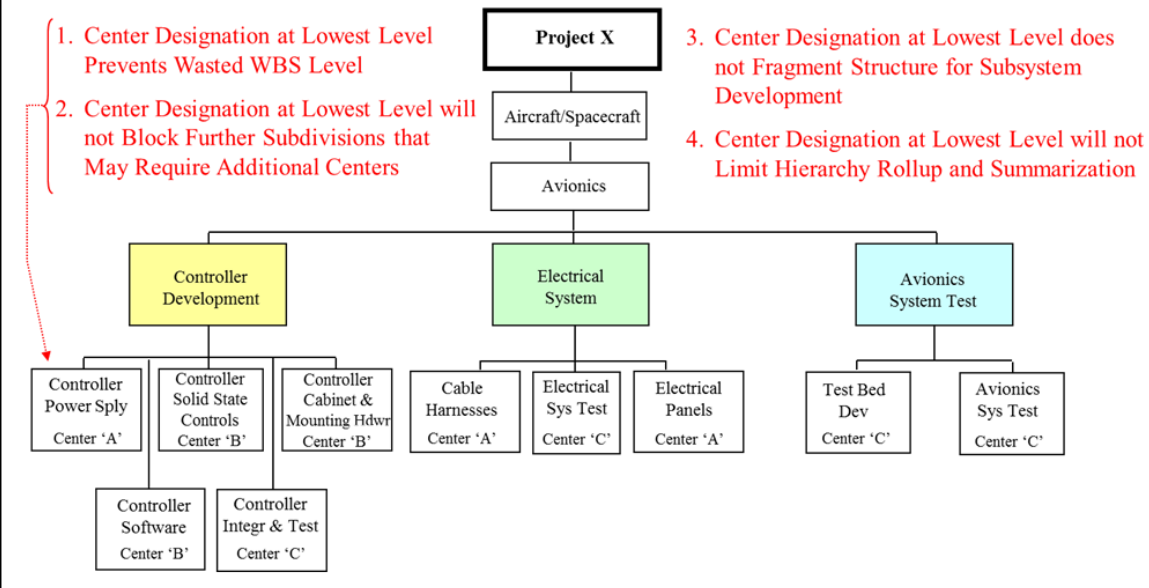 1. Center Designation at Lowest Level
Prevents Wasted WBS Level
2. Center Designation at Lowest Level will
not Block Further Subdivisions that
May Require Additional Centers
Project X
3. Center Designation at Lowest Level does
not Fragment Structure for Subsystem
Development
4. Center Designation at Lowest Level will not
Limit Hierarchy Rollup and Summarization
Aircraft/Spacecraft
Avionics
Controller
Development
Electrical
System
Avionics
System Test
Controller
Power Sply
Center ‘A’
Controller
Solid State
Controls
Center ‘B’
Controller
Cabinet &
Mounting Hdwr
Center ‘B’
Cable
Harnesses
Center ‘A’
Electrical
Sys Test
Center ‘C’
Electrical
Panels
Center ‘A’
Test Bed
Dev
Center ‘C’
Avionics
Sys Test
Center ‘C’
Controller
Software
Center ‘B’
Controller
Integr & Test
Center ‘C’